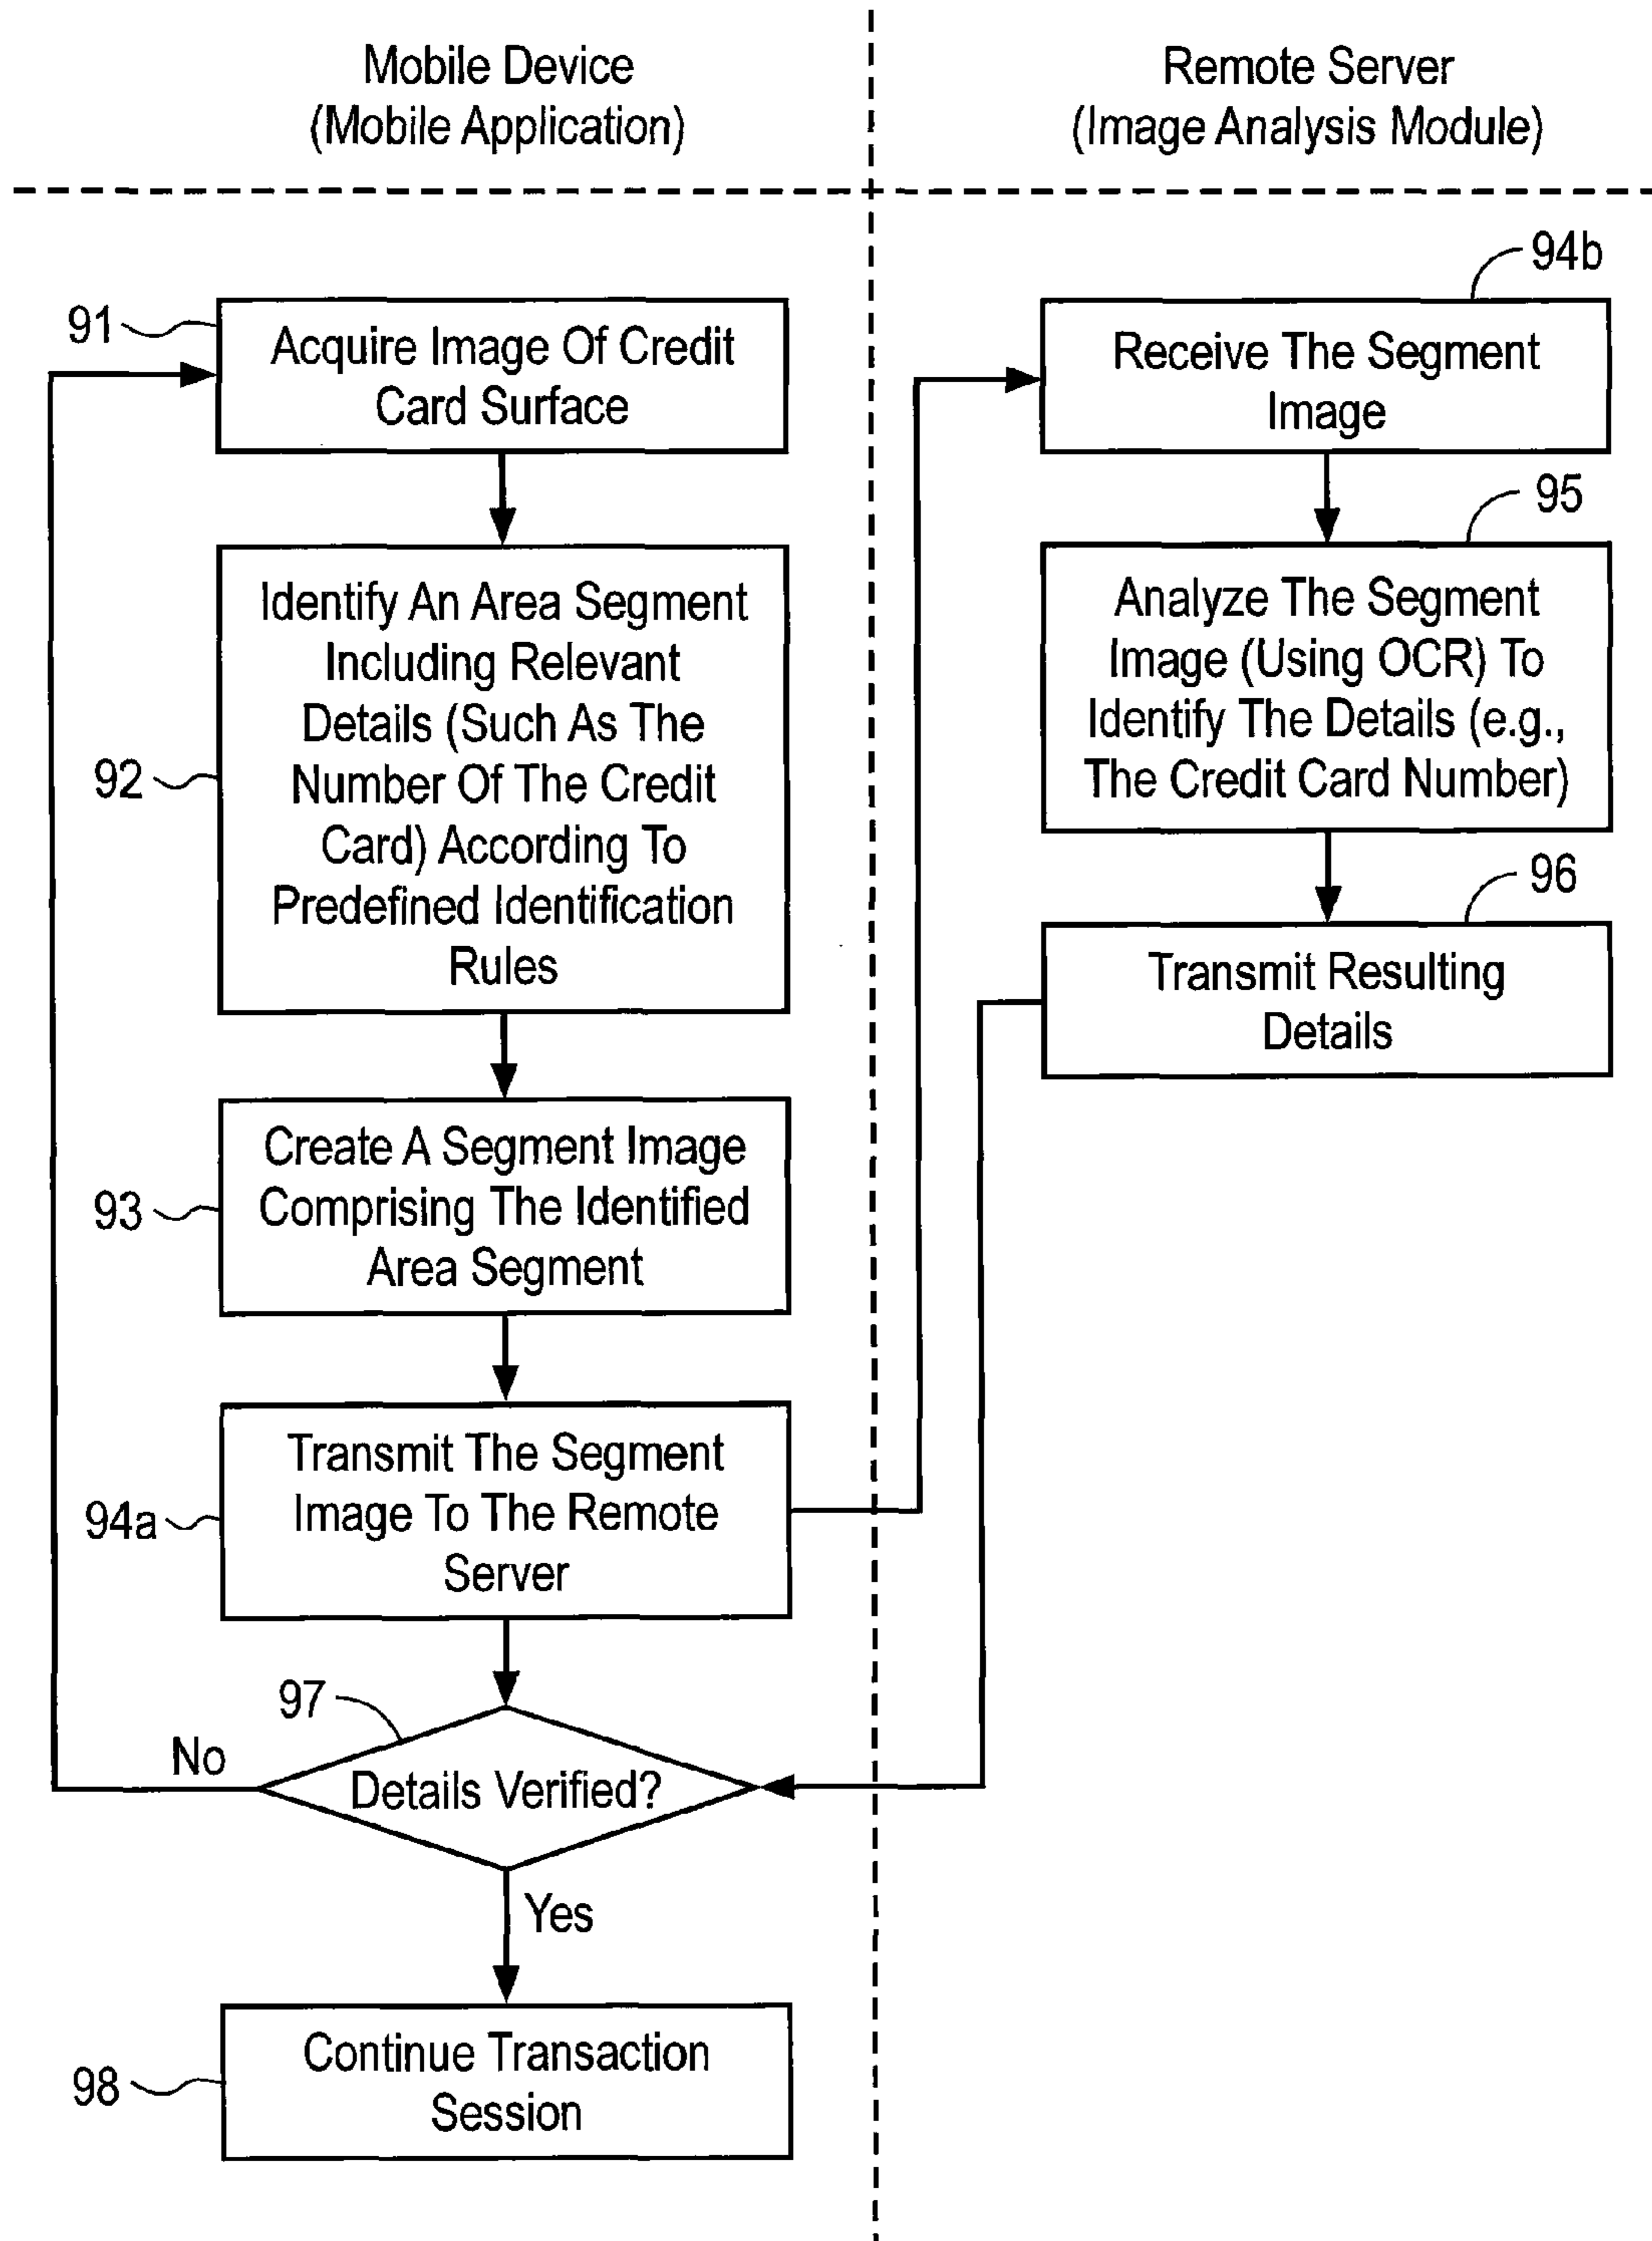 Mobile Device
(Mobile Application)
Remote Server
(Image Analysis Module)
91
Acquire Image Of Credit
Card Surface
92
Identify An Area Segment
Including Relevant
Details (Such As The
Number Of The Credit
Card) According To
Predefined Identification
Rules
93
Create A Segment Image
Comprising The Identified
Area Segment
94a
Transmit The Segment
Image To The Remote
Server
97
Details Verified?
No
Yes
98
Continue Transaction
Session
94b
Receive The Segment
Image
95
Analyze The Segment
Image (Using OCR) To
Identify The Details (e.g.,
The Credit Card Number)
96
Transmit Resulting
Details